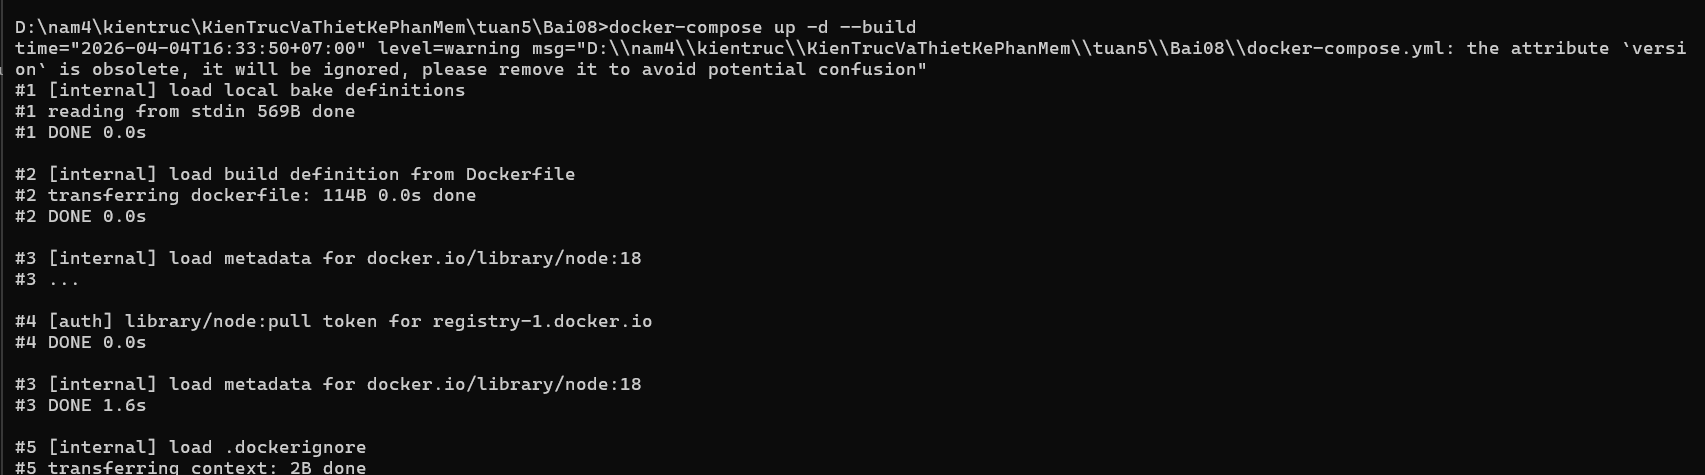 D:\nam4\kientruc\KienTrucVaThietKePhanMem\tuan5\Bai08>docker-compose up -d --build
time="2026-04-04T16:33:50+07:00" level=warning msg="D:\\nam4\\kientruc\\KienTrucVaThietKePhanMem\\tuan5\\Bai08\\docker-compose.yml: the attribute `versi
on` is obsolete, it will be ignored, please remove it to avoid potential confusion"
#1 [internal] load local bake definitions
#1 reading from stdin 569B done
#1 DONE 0.0s

#2 [internal] load build definition from Dockerfile
#2 transferring dockerfile: 114B 0.0s done
#2 DONE 0.0s

#3 [internal] load metadata for docker.io/library/node:18
#3 ...

#4 [auth] library/node:pull token for registry-1.docker.io
#4 DONE 0.0s

#3 [internal] load metadata for docker.io/library/node:18
#3 DONE 1.6s

#5 [internal] load .dockerignore
#5 transferring context: 2B done